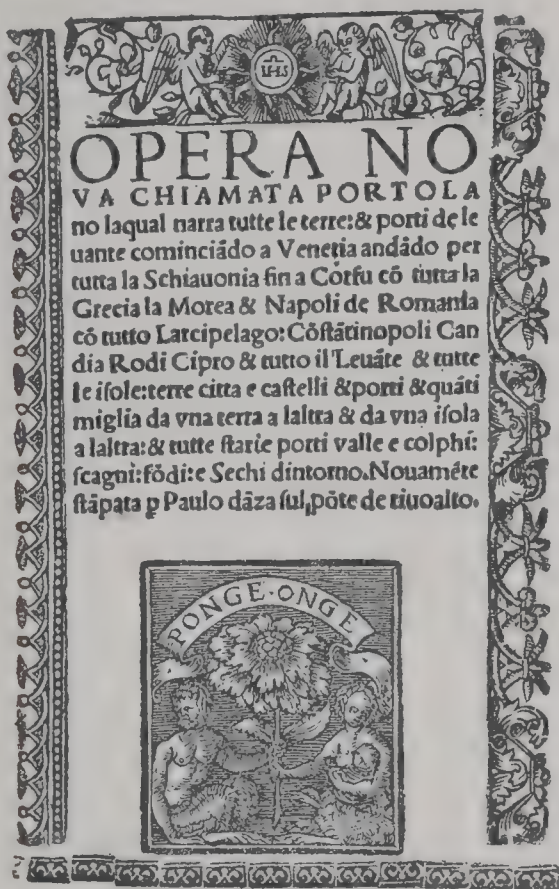 IHS
OPERA NO
VA CHIAMATA PORTOLA
no laqual narra tutte le terre:& porti de le
uante cominciãdo a Venetia andãdo per
tutta la Schiauonia fin a Corfu cõ tutta la
Grecia la Morea & Napoli de Romania
cõ tutto Larcipelago:Cõſtãtinopoli Can
dia Rodi Cipro & tutto il Leuãte & tutte
le iſole:terre citta e caſtelli &porti &quãti
miglia da vna terra a laltra & da vna iſola
a laltra:& tutte ſtarie porti valle e colphi:
ſcagni:fõdi:e Sechi dintorno.Nouamẽte
ſtãpata ꝑ Paulo dãza ſul põte de riuoalto.
PONGE·ONGE